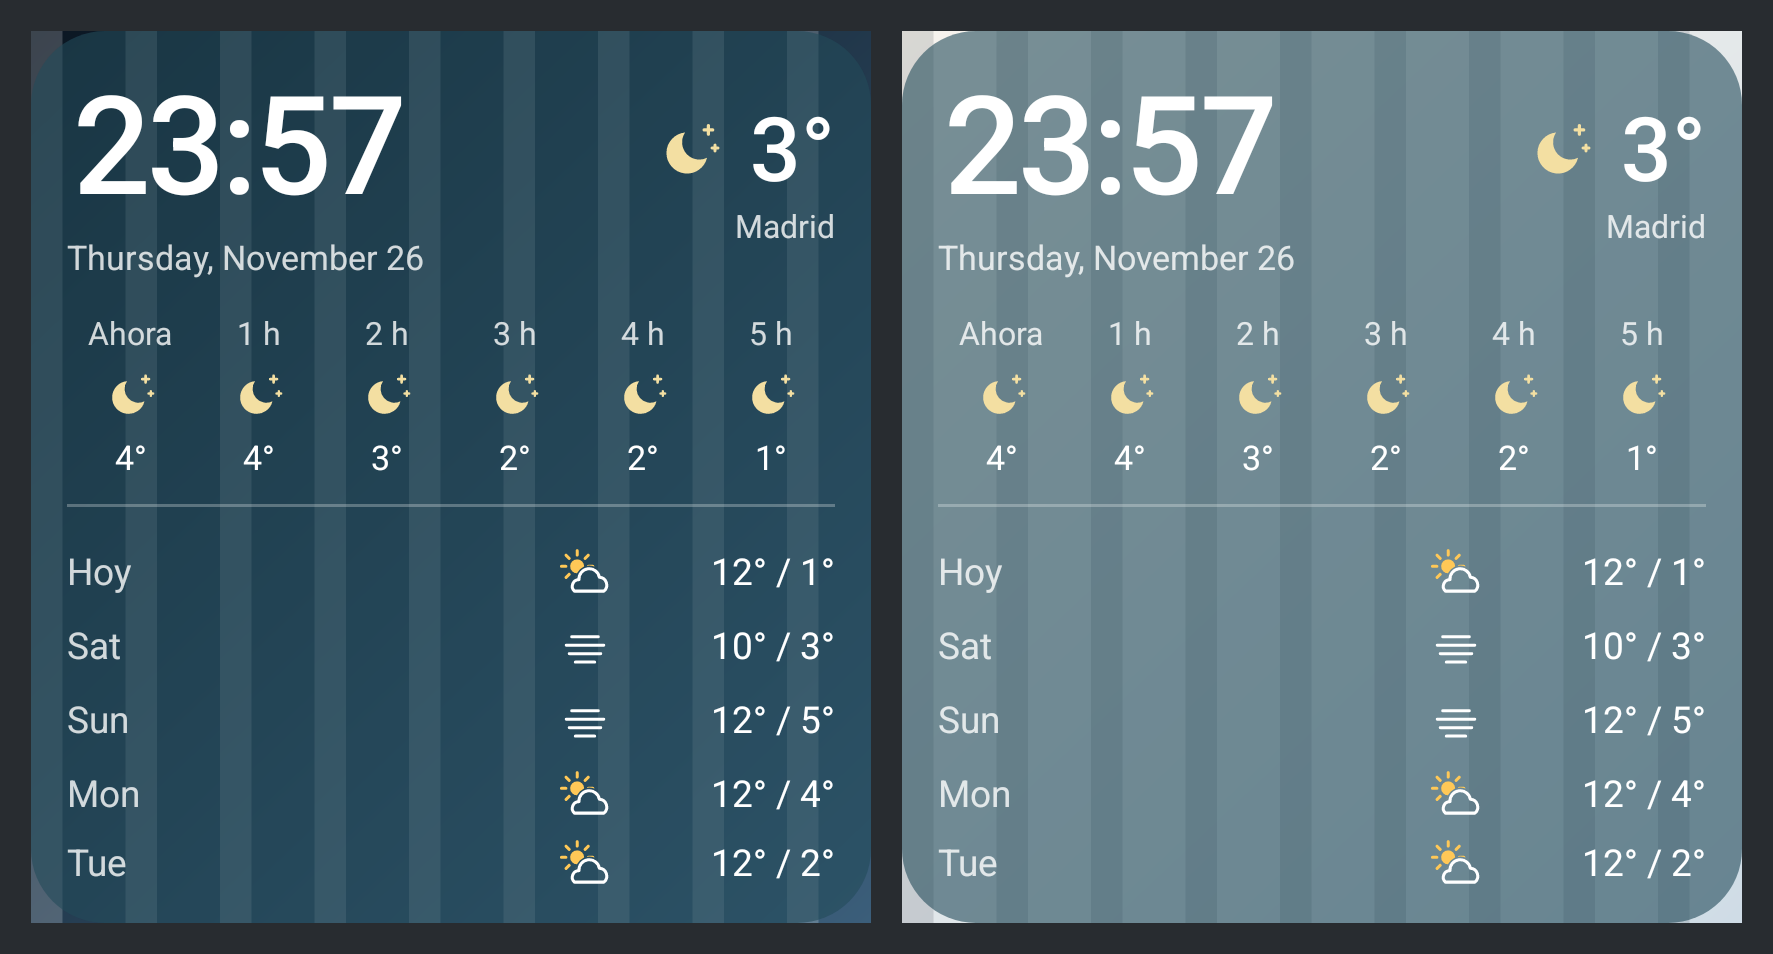 23:57
3°
Madrid
Thursday, November 26
Ahora 1 h 2 h 3 h 4 h 5 h
4° 4° 3° 2° 2° 1°
Hoy 12° / 1°
Sat 10° / 3°
Sun 12° / 5°
Mon 12° / 4°
Tue 12° / 2°
23:57
3°
Madrid
Thursday, November 26
Ahora 1 h 2 h 3 h 4 h 5 h
4° 4° 3° 2° 2° 1°
Hoy 12° / 1°
Sat 10° / 3°
Sun 12° / 5°
Mon 12° / 4°
Tue 12° / 2°